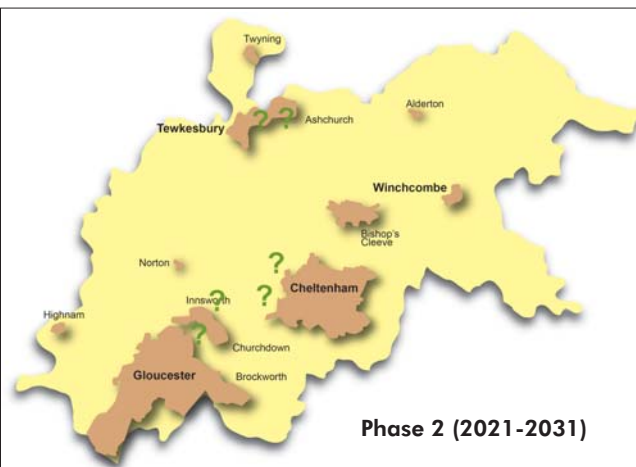 Twyning
? ?
Ashchurch
Alderton
Tewkesbury
Winchcombe
Bishop's
Cleeve
?
Norton
?
Cheltenham
?
Innsworth
Highnam
?
Churchdown
Gloucester
Brockworth
Phase 2 (2021-2031)